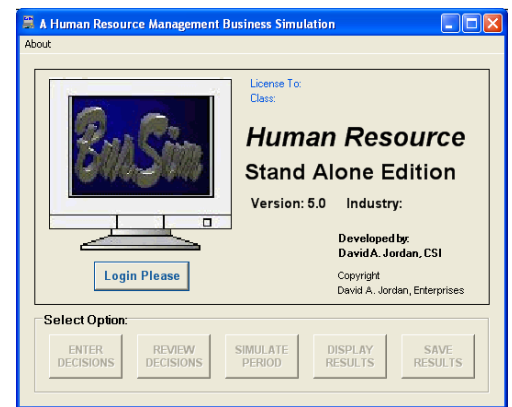 A Human Resource Management Business Simulation
About
License To:
Class:
BusSim
Human Resource
Stand Alone Edition
Version: 5.0 Industry:
Developed by:
David A. Jordan, CSI
Login Please
Copyright
David A. Jordan, Enterprises
Select Option:
ENTER DECISIONS
REVIEW DECISIONS
SIMULATE PERIOD
DISPLAY RESULTS
SAVE RESULTS